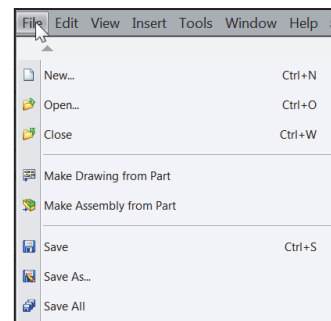 File Edit View Insert Tools Window Help
New... Ctrl+N
Open... Ctrl+O
Close Ctrl+W
Make Drawing from Part
Make Assembly from Part
Save Ctrl+S
Save As...
Save All